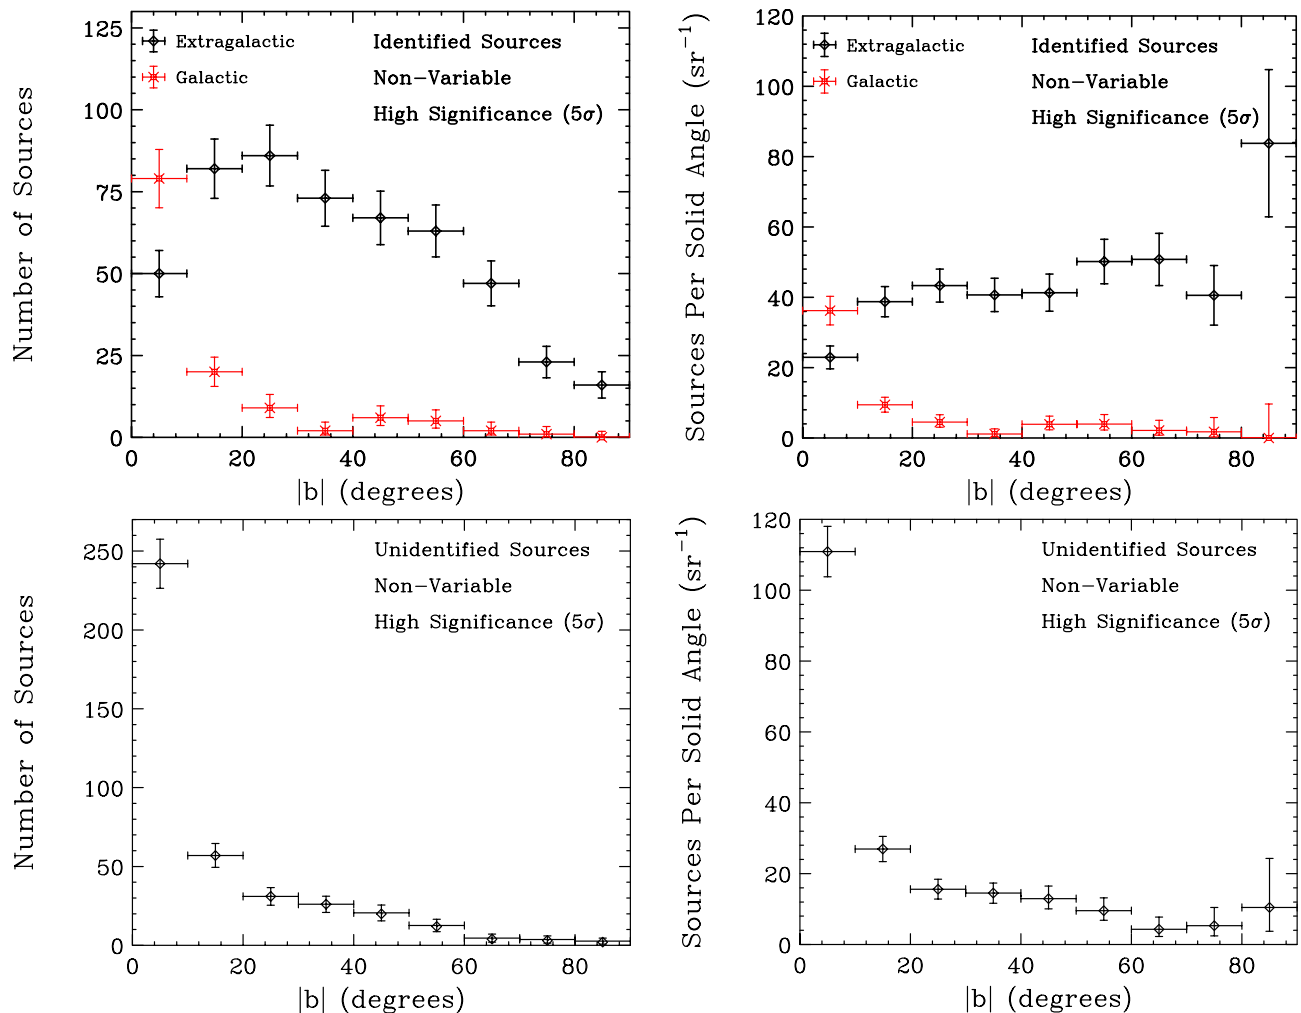 Number of Sources
125
100
75
50
25
0
Extragalactic
Galactic
Identified Sources
Non-Variable
High Significance (5σ)
0 20 40 60 80
|b| (degrees)
Sources Per Solid Angle (sr⁻¹)
120
100
80
60
40
20
0
Extragalactic
Galactic
Identified Sources
Non-Variable
High Significance (5σ)
0 20 40 60 80
|b| (degrees)
Number of Sources
250
200
150
100
50
0
Unidentified Sources
Non-Variable
High Significance (5σ)
0 20 40 60 80
|b| (degrees)
Sources Per Solid Angle (sr⁻¹)
120
100
80
60
40
20
0
Unidentified Sources
Non-Variable
High Significance (5σ)
0 20 40 60 80
|b| (degrees)